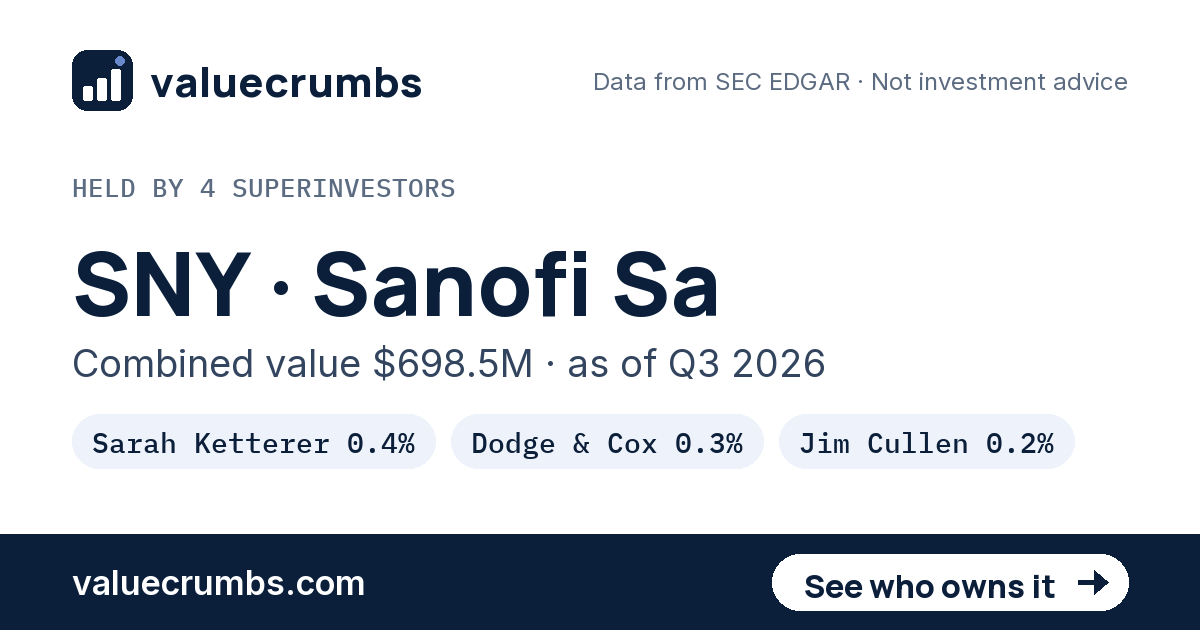 valuecrumbs
Data from SEC EDGAR · Not investment advice
HELD BY 4 SUPERINVESTORS
SNY · Sanofi Sa
Combined value $698.5M · as of Q3 2026
Sarah Ketterer 0.4%
Dodge & Cox 0.3%
Jim Cullen 0.2%
valuecrumbs.com
See who owns it →